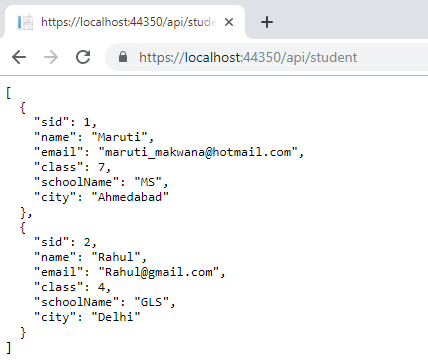 https://localhost:44350/api/stude
https://localhost:44350/api/student
[
  {
    "sid": 1,
    "name": "Maruti",
    "email": "maruti_makwana@hotmail.com",
    "class": 7,
    "schoolName": "MS",
    "city": "Ahmedabad"
  },
  {
    "sid": 2,
    "name": "Rahul",
    "email": "Rahul@gmail.com",
    "class": 4,
    "schoolName": "GLS",
    "city": "Delhi"
  }
]